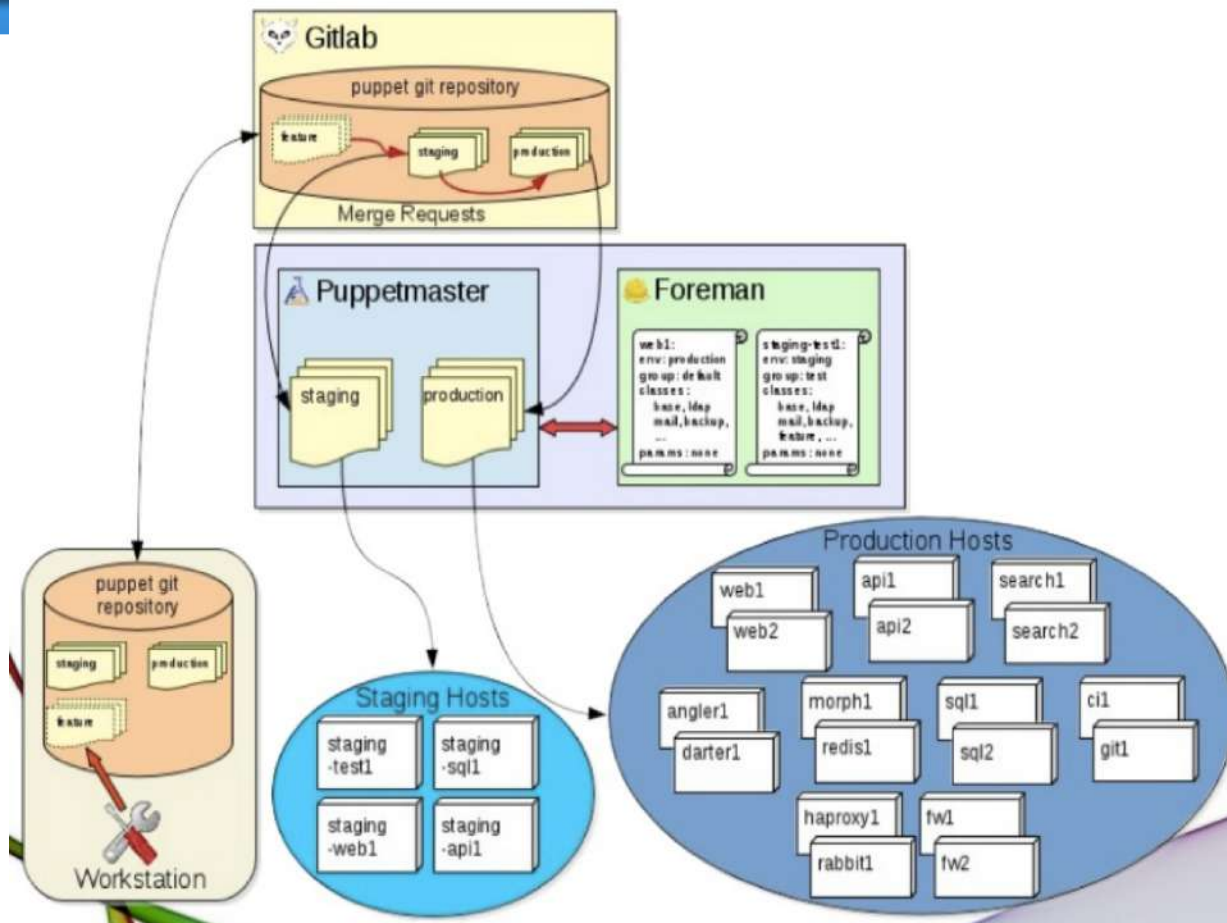 Gitlab
puppet git repository
feature
staging
production
Merge Requests
Puppetmaster
staging
production
Foreman
web1:
env: production
group: default
classes:
base, ldap
mail, backup,
...
params: none
staging-test1:
env: staging
group: test
classes:
base, ldap
mail, backup,
feature, ...
params: none
puppet git
repository
staging
production
feature
Workstation
Staging Hosts
staging
-test1
staging
-sql1
staging
-web1
staging
-api1
Production Hosts
web1
web2
api1
api2
search1
search2
angler1
darter1
morph1
redis1
sql1
sql2
ci1
git1
haproxy1
rabbit1
fw1
fw2